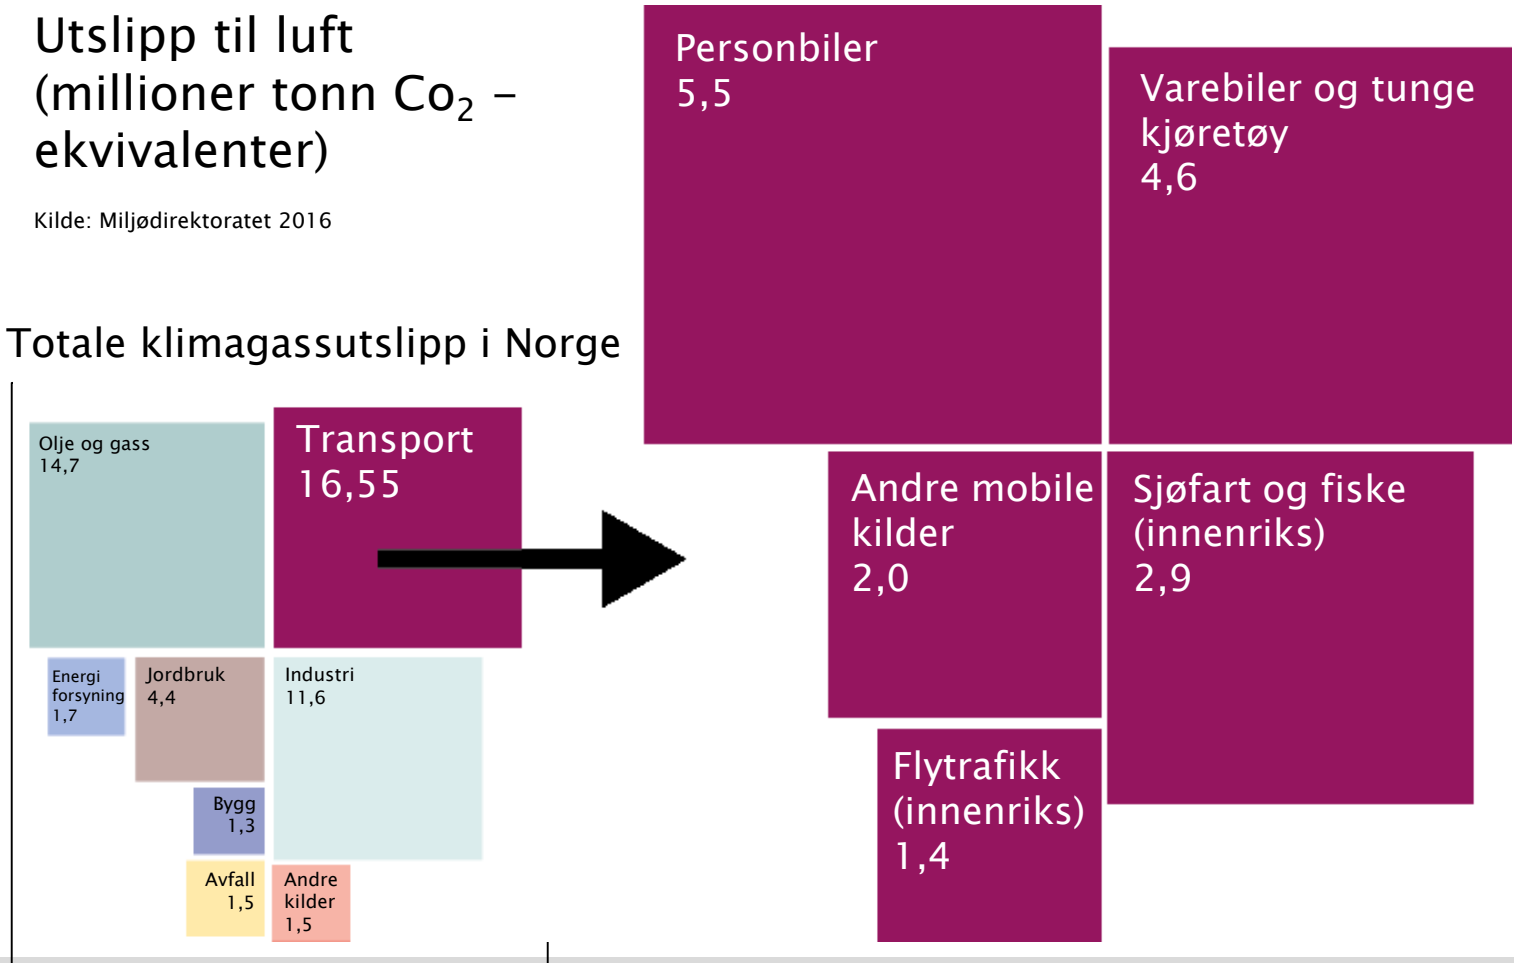 Utslipp til luft
(millioner tonn Co₂ –
ekvivalenter)
Kilde: Miljødirektoratet 2016
Totale klimagassutslipp i Norge
Olje og gass
14,7
Transport
16,55
Energi
forsyning
1,7
Jordbruk
4,4
Industri
11,6
Bygg
1,3
Avfall
1,5
Andre
kilder
1,5
Personbiler
5,5
Varebiler og tunge
kjøretøy
4,6
Andre mobile
kilder
2,0
Sjøfart og fiske
(innenriks)
2,9
Flytrafikk
(innenriks)
1,4